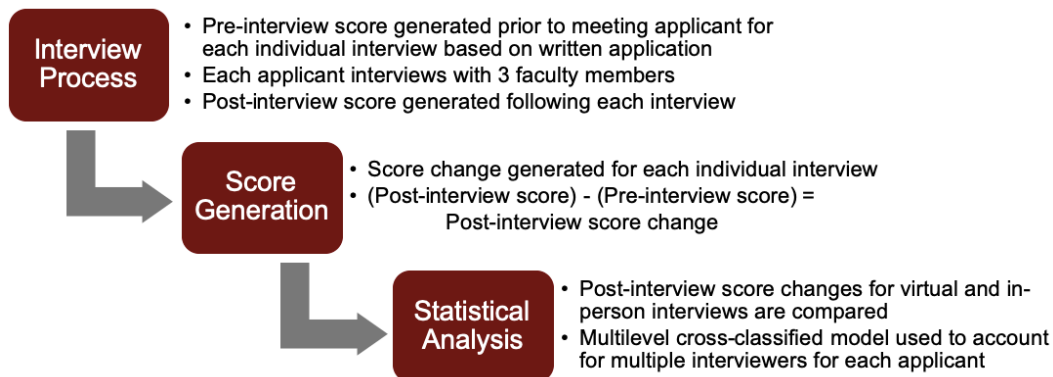 Interview
Process
• Pre-interview score generated prior to meeting applicant for
each individual interview based on written application
• Each applicant interviews with 3 faculty members
• Post-interview score generated following each interview
Score
Generation
• Score change generated for each individual interview
• (Post-interview score) - (Pre-interview score) =
Post-interview score change
Statistical
Analysis
• Post-interview score changes for virtual and in-
person interviews are compared
• Multilevel cross-classified model used to account
for multiple interviewers for each applicant